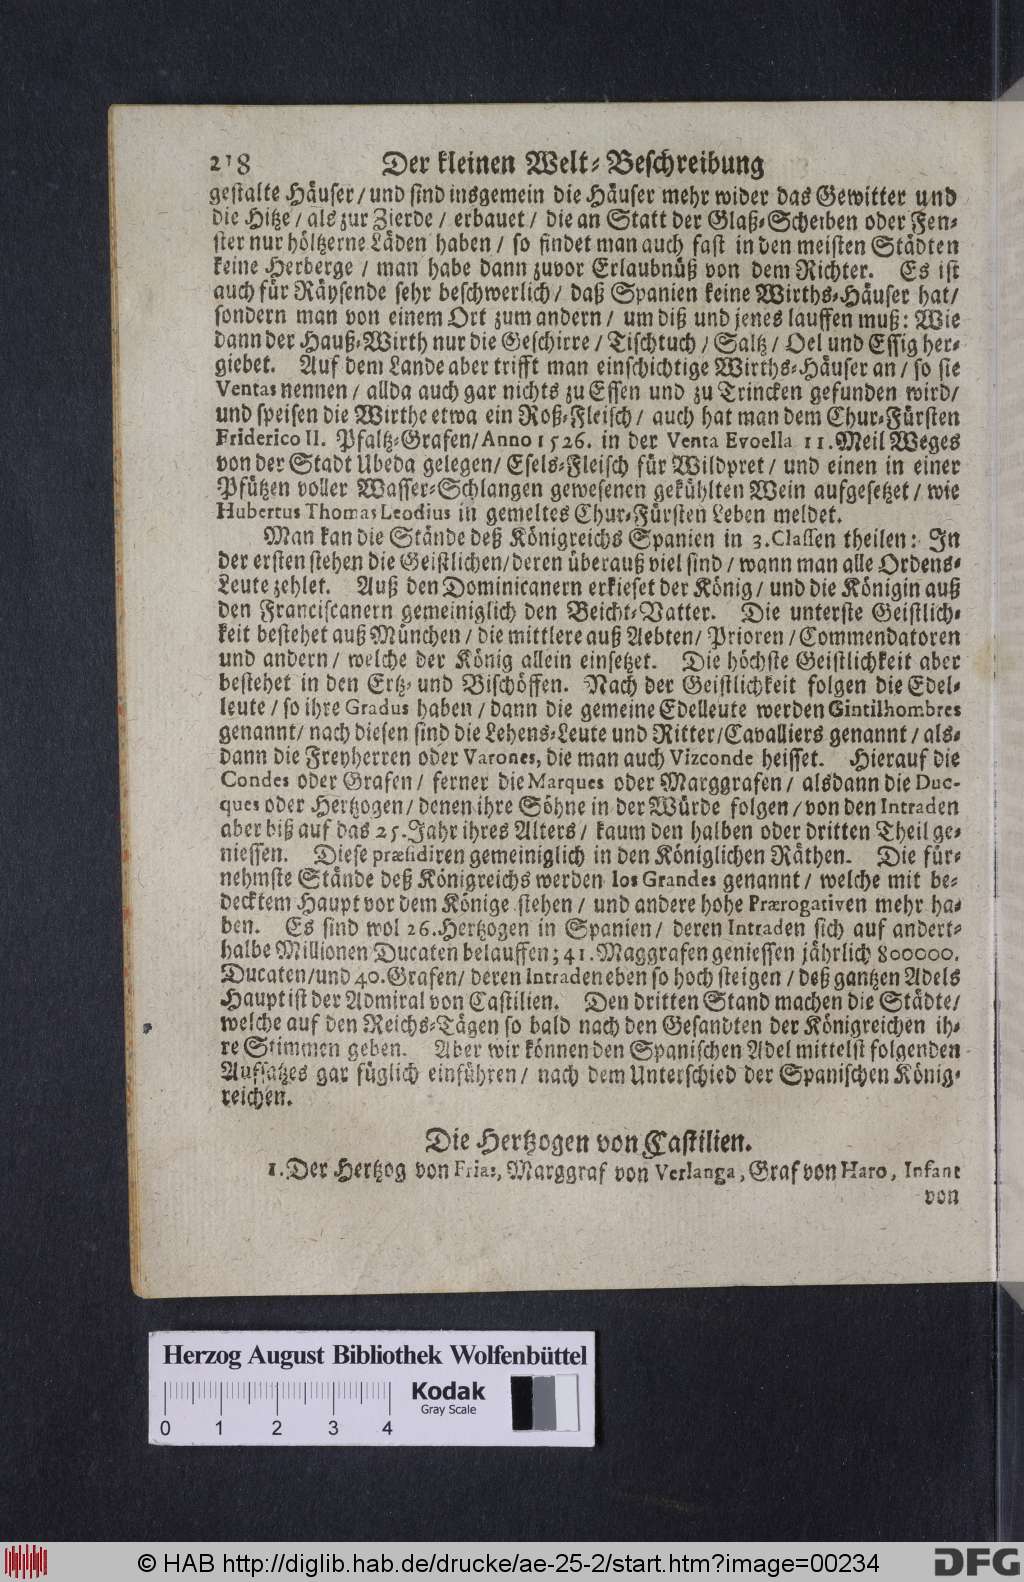 218 Der kleinen Welt-Beschreibung
gestalte Häuser / und sind insgemein die Häuser mehr wider das Gewitter und
die Hitze / als zur Zierde / erbauet / die an Statt der Glaß-Scheiben oder Fen-
ster nur höltzerne Läden haben / so findet man auch fast in den meisten Städten
keine Herberge / man habe dann zuvor Erlaubnüß von dem Richter. Es ist
auch für Räysende sehr beschwerlich / daß Spanien keine Wirths-Häuser hat /
sondern man von einem Ort zum andern / um diß und jenes lauffen muß: Wie
dann der Hauß-Wirth nur die Geschirre / Tischtuch / Saltz / Oel und Essig her-
giebet. Auf dem Lande aber trifft man einschichtige Wirths-Häuser an / so sie
Ventas nennen / allda auch gar nichts zu Essen und zu Trincken gefunden wird /
und speisen die Wirthe etwa ein Roß-Fleisch / auch hat man dem Chur-Fürsten
Friderico II. Pfaltz-Grafen / Anno 1526. in der Venta Evoella 11. Meil Weges
von der Stadt Ubeda gelegen / Esels-Fleisch für Wildpret / und einen in einer
Pfützen voller Wasser-Schlangen gewesenen gekühlten Wein aufgesetzet / wie
Hubertus Thomas Leodius in gemeltes Chur-Fürsten Leben meldet.
Man kan die Stände deß Königreichs Spanien in 3. Classen theilen: In
der ersten stehen die Geistlichen / deren überauß viel sind / wann man alle Ordens-
Leute zehlet. Auß den Dominicanern erkieset der König / und die Königin auß
den Franciscanern gemeiniglich den Beicht-Vatter. Die unterste Geistlich-
keit bestehet auß München / die mittlere auß Aebten / Prioren / Commendatoren
und andern / welche der König allein einsetzet. Die höchste Geistlichkeit aber
bestehet in den Ertz- und Bischöffen. Nach der Geistlichkeit folgen die Edel-
leute / so ihre Gradus haben / dann die gemeine Edelleute werden Gintilhombres
genannt / nach diesen sind die Lehens-Leute und Ritter / Cavalliers genannt / als-
dann die Freyherren oder Varones, die man auch Vizconde heisset. Hierauf die
Condes oder Grafen / ferner die Marques oder Marggrafen / alsdann die Duc-
ques oder Hertzogen / denen ihre Söhne in der Würde folgen / von den Intraden
aber biß auf das 25. Jahr ihres Alters / kaum den halben oder dritten Theil ge-
niessen. Diese præsidiren gemeiniglich in den Königlichen Räthen. Die für-
nehmste Stände deß Königreichs werden los Grandes genannt / welche mit be-
decktem Haupt vor dem Könige stehen / und andere hohe Prærogativen mehr ha-
ben. Es sind wol 26. Hertzogen in Spanien / deren Intraden sich auf andert-
halbe Millionen Ducaten belauffen; 41. Maggrafen geniessen jährlich 800000.
Ducaten / und 40. Grafen / deren Intraden eben so hoch steigen / deß gantzen Adels
Haupt ist der Admiral von Castilien. Den dritten Stand machen die Städte /
welche auf den Reichs-Tägen so bald nach den Gesandten der Königreichen ih-
re Stimmen geben. Aber wir können den Spanischen Adel mittelst folgenden
Aufsatzes gar füglich einführen / nach dem Unterschied der Spanischen König-
reichen.
Die Hertzogen von Castilien.
1. Der Hertzog von Frias, Marggraf von Verlanga, Graf von Haro, Infant
von
Herzog August Bibliothek Wolfenbüttel
Kodak
Gray Scale
0 1 2 3 4
© HAB http://diglib.hab.de/drucke/ae-25-2/start.htm?image=00234
DFG